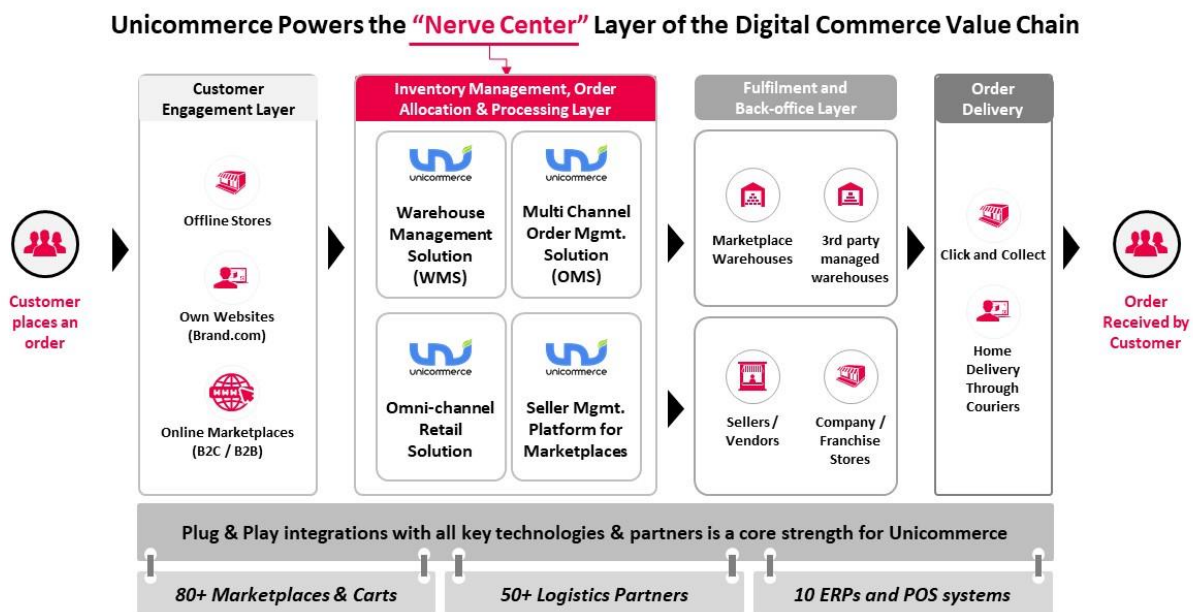 Unicommerce Powers the “Nerve Center” Layer of the Digital Commerce Value Chain
Customer places an order
Customer
Engagement Layer
Offline Stores
Own Websites
(Brand.com)
WWW
Online Marketplaces
(B2C / B2B)
Inventory Management, Order
Allocation & Processing Layer
unicommerce
Warehouse
Management
Solution
(WMS)
unicommerce
Multi Channel
Order Mgmt.
Solution
(OMS)
unicommerce
Omni-channel
Retail
Solution
unicommerce
Seller Mgmt.
Platform for
Marketplaces
Fulfilment and
Back-office Layer
Marketplace
Warehouses
3rd party
managed
warehouses
Sellers /
Vendors
Company /
Franchise
Stores
Order
Delivery
Click and Collect
Home
Delivery
Through
Couriers
Order
Received by
Customer
Plug & Play integrations with all key technologies & partners is a core strength for Unicommerce
80+ Marketplaces & Carts
50+ Logistics Partners
10 ERPs and POS systems